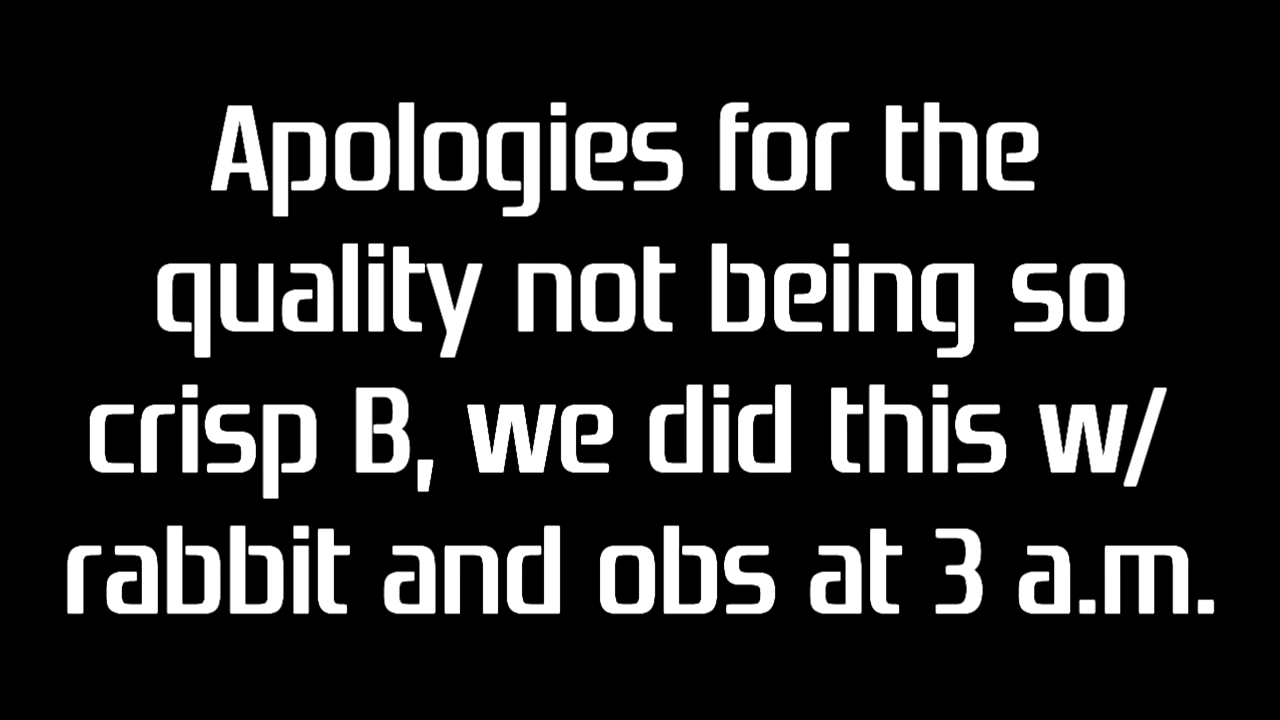 Apologies for the
quality not being so
crisp B, we did this w/
rabbit and obs at 3 a.m.